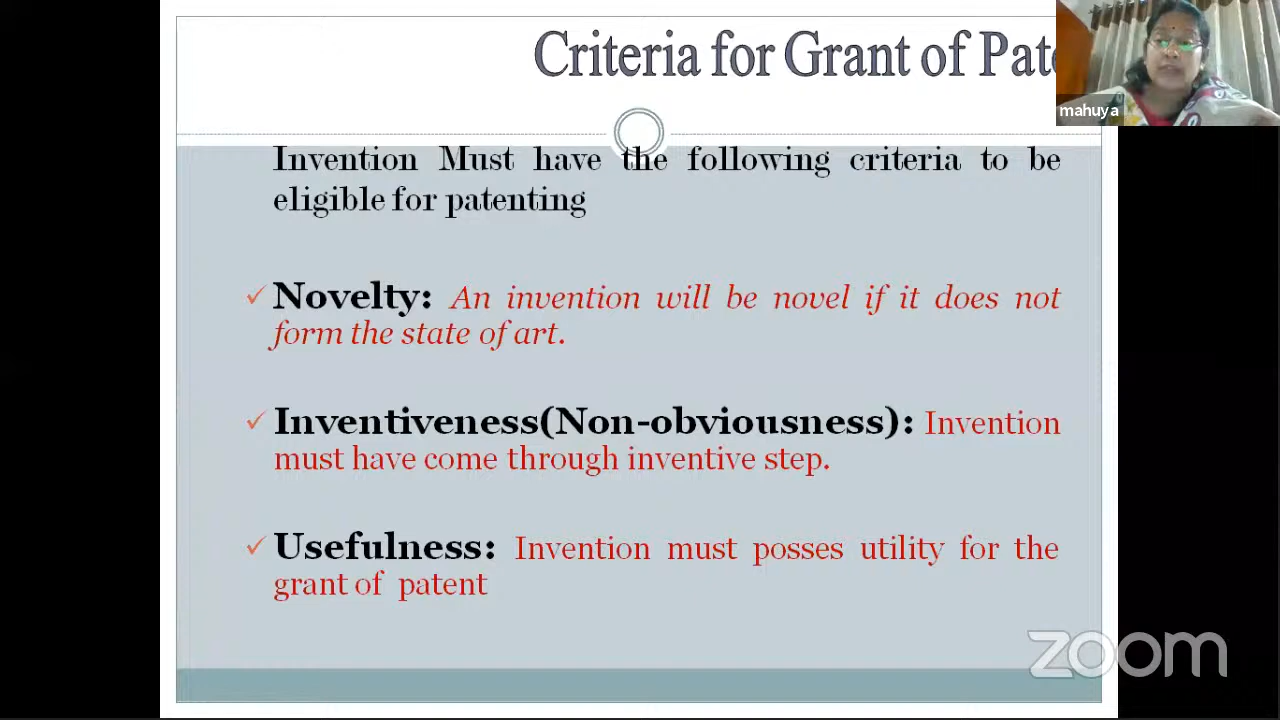 Criteria for Grant of Pate
mahuya
Invention Must have the following criteria to be
eligible for patenting
Novelty: An invention will be novel if it does not
form the state of art.
Inventiveness(Non-obviousness): Invention
must have come through inventive step.
Usefulness: Invention must posses utility for the
grant of patent
zoom